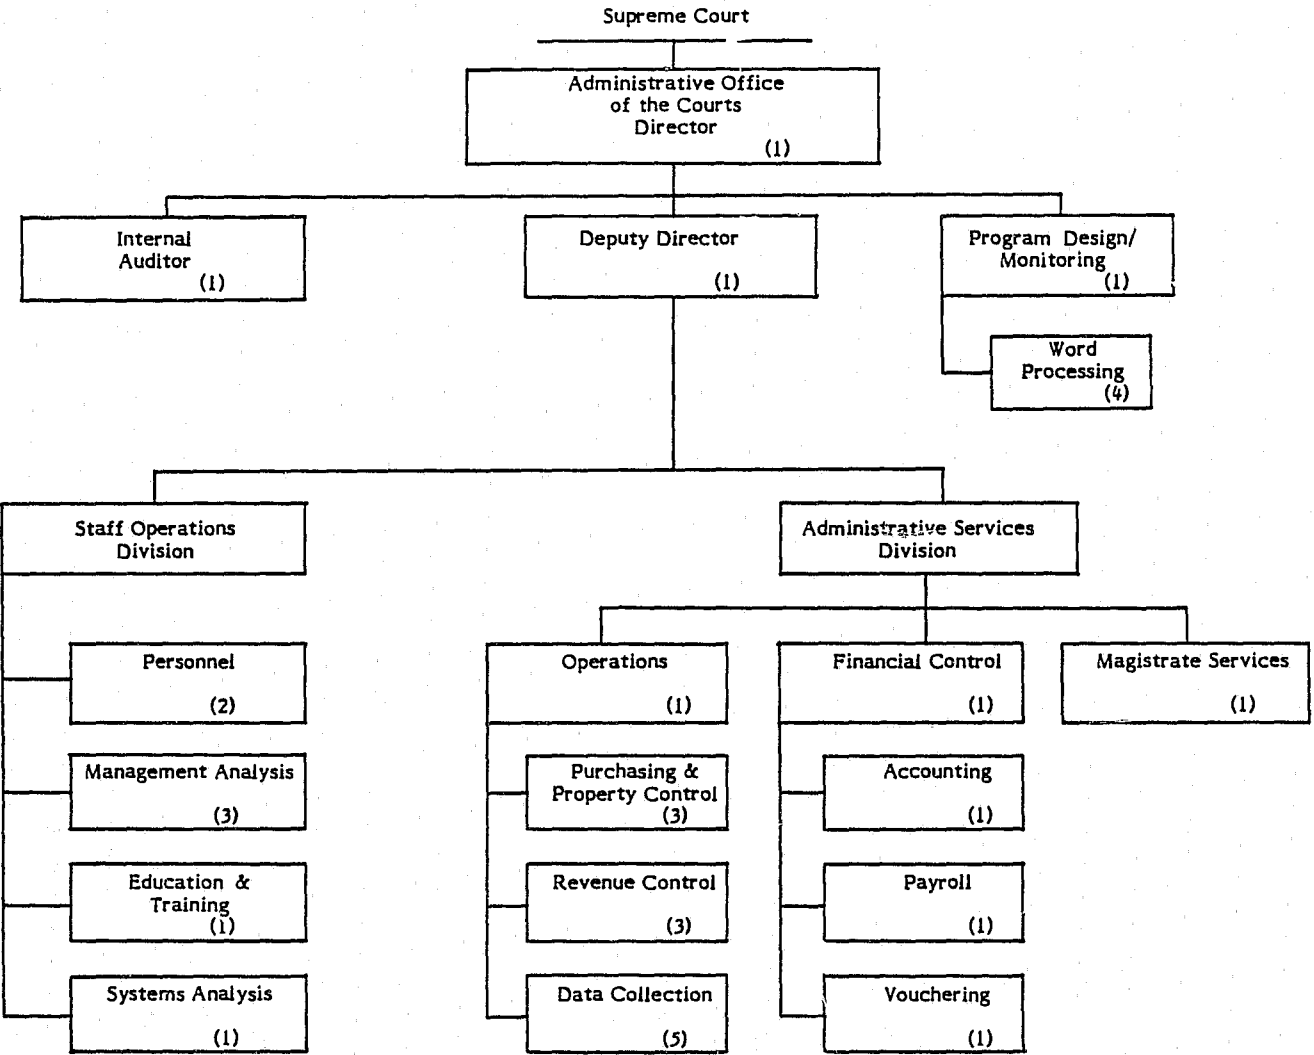 Supreme Court
Administrative Office
of the Courts
Director
(1)
Internal
Auditor
(1)
Deputy Director
(1)
Program Design/
Monitoring
(1)
Word
Processing
(4)
Staff Operations
Division
Administrative Services
Division
Personnel
(2)
Management Analysis
(3)
Education &
Training
(1)
Systems Analysis
(1)
Operations
(1)
Purchasing &
Property Control
(3)
Revenue Control
(3)
Data Collection
(5)
Financial Control
(1)
Accounting
(1)
Payroll
(1)
Vouchering
(1)
Magistrate Services
(1)